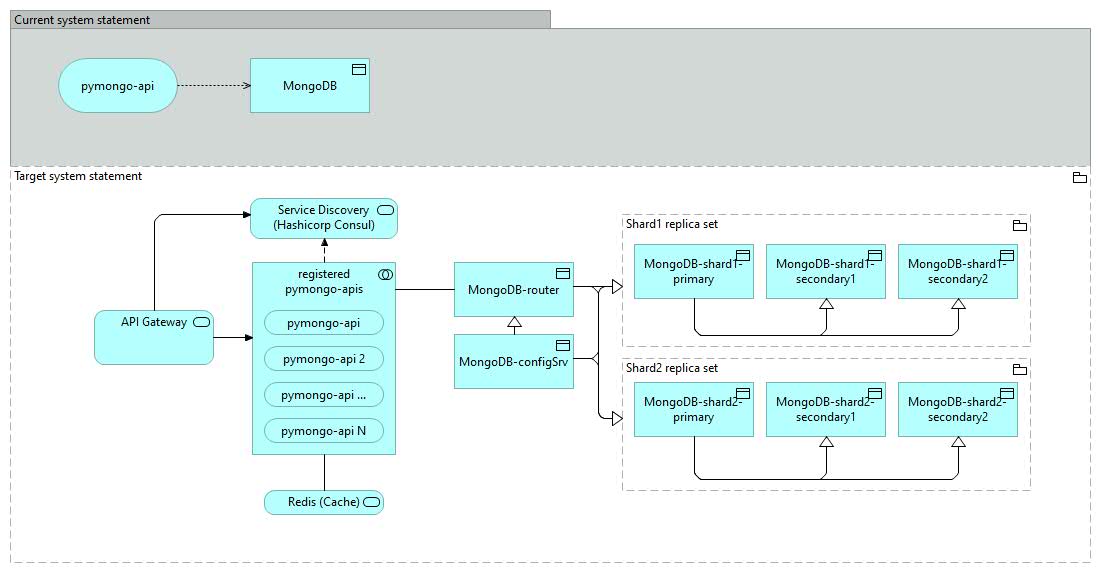 Current system statement
pymongo-api
MongoDB
Target system statement
Service Discovery
(Hashicorp Consul)
registered
pymongo-apis
pymongo-api
pymongo-api 2
pymongo-api ...
pymongo-api N
API Gateway
Redis (Cache)
MongoDB-router
MongoDB-configSrv
Shard1 replica set
MongoDB-shard1-
primary
MongoDB-shard1-
secondary1
MongoDB-shard1-
secondary2
Shard2 replica set
MongoDB-shard2-
primary
MongoDB-shard2-
secondary1
MongoDB-shard2-
secondary2